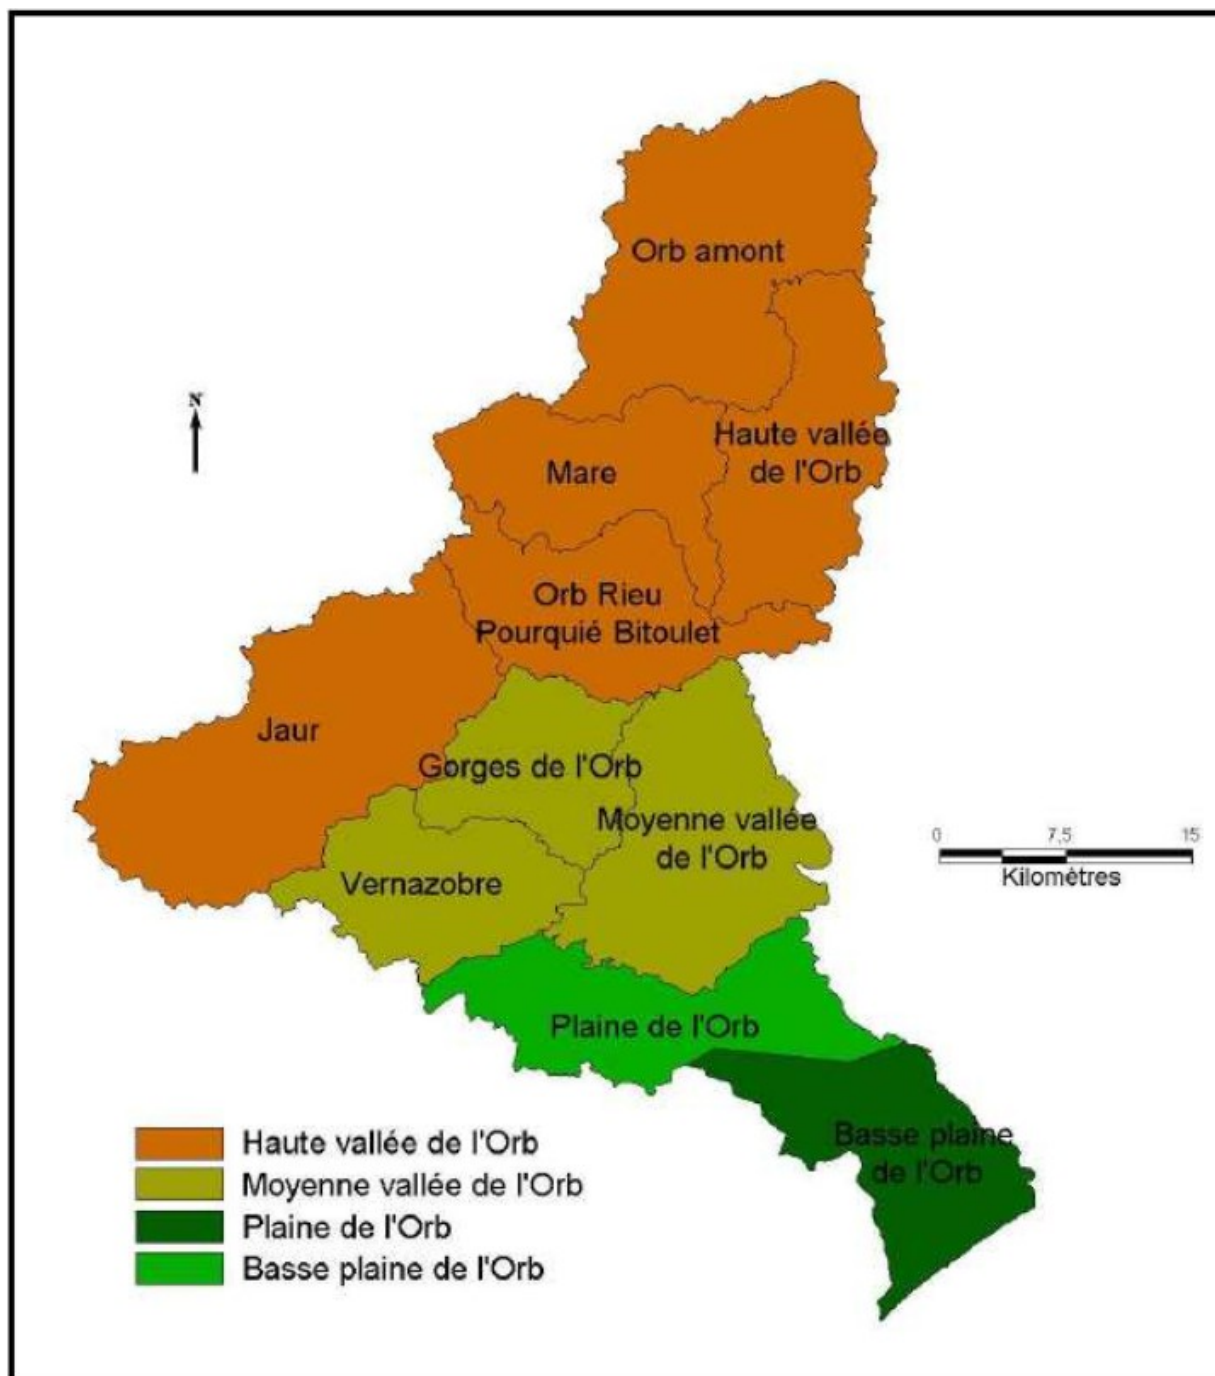 Orb amont
N
Haute vallée
de l'Orb
Mare
Orb Rieu
Pourquié Bitoulet
Jaur
Gorges de l'Orb
Moyenne vallée
de l'Orb
0 7,5 15
Kilomètres
Vernazobre
Plaine de l'Orb
Basse plaine
de l'Orb
Haute vallée de l'Orb
Moyenne vallée de l'Orb
Plaine de l'Orb
Basse plaine de l'Orb